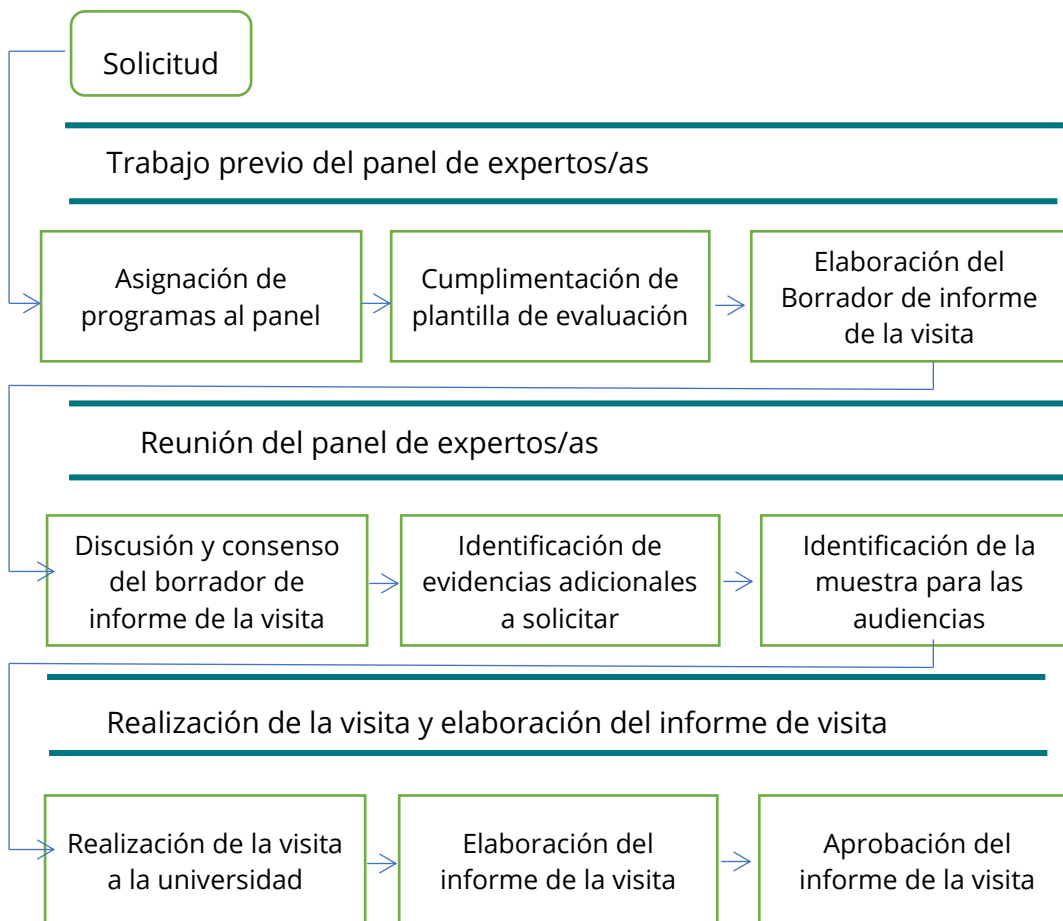 Solicitud
Trabajo previo del panel de expertos/as
Asignación de
programas al panel
Cumplimentación de
plantilla de evaluación
Elaboración del
Borrador de informe
de la visita
Reunión del panel de expertos/as
Discusión y consenso
del borrador de
informe de la visita
Identificación de
evidencias adicionales
a solicitar
Identificación de la
muestra para las
audiencias
Realización de la visita y elaboración del informe de visita
Realización de la visita
a la universidad
Elaboración del
informe de la visita
Aprobación del
informe de la visita